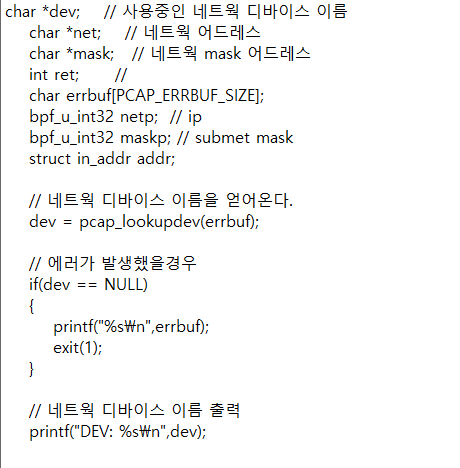 char *dev;    // 사용중인 네트웍 디바이스 이름
char *net;    // 네트웍 어드레스
char *mask;  // 네트웍 mask 어드레스
int ret;      //
char errbuf[PCAP_ERRBUF_SIZE];
bpf_u_int32 netp;  // ip
bpf_u_int32 maskp; // submet mask
struct in_addr addr;

// 네트웍 디바이스 이름을 얻어온다.
dev = pcap_lookupdev(errbuf);

// 에러가 발생했을경우
if(dev == NULL)
{
printf("%s₩n",errbuf);
exit(1);
}

// 네트웍 디바이스 이름 출력
printf("DEV: %s₩n",dev);